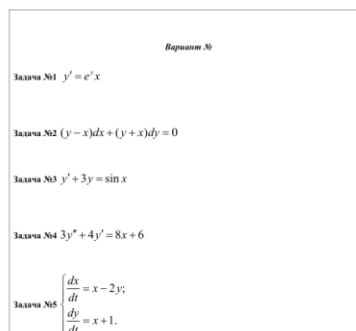 Вариант №
Задача №1 y' = eʸx
Задача №2 (y − x)dx + (y + x)dy = 0
Задача №3 y' + 3y = sin x
Задача №4 3y" + 4y' = 8x + 6
Задача №5 { dx/dt = x − 2y;
dy/dt = x + 1.